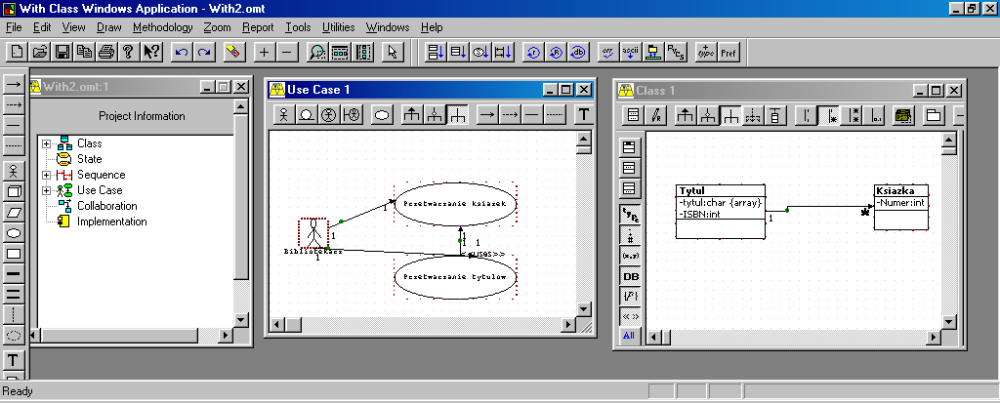 With Class Windows Application - With2.omt
File Edit View Draw Methodology Zoom Report Tools Utilities Windows Help
With2.omt:1
Project Information
Class
State
Sequence
Use Case
Collaboration
Implementation
T
Use Case 1
T
Przetwarzanie ksiazek
1
1
Bibliotekarz
1
1
1
<<uses>>
Przetwarzanie tytulow
Class 1
DB
All
Tytul
-tytul:char {array}
-ISBN:int
1
*
Ksiazka
-Numer:int
Pref
Ready